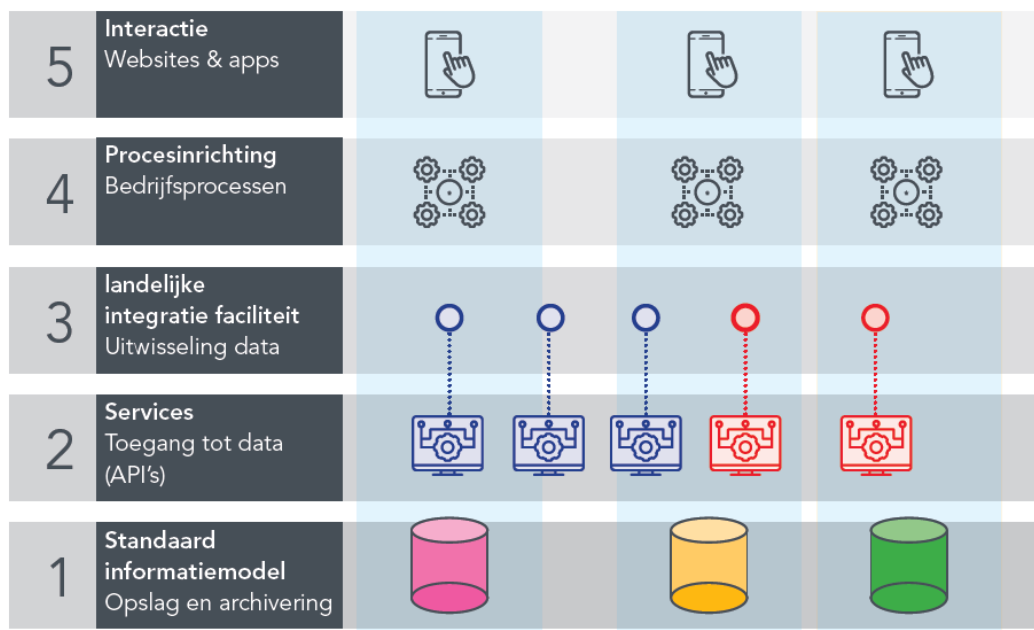 5
Interactie
Websites & apps
4
Procesinrichting
Bedrijfsprocessen
3
landelijke
integratie faciliteit
Uitwisseling data
2
Services
Toegang tot data
(API's)
1
Standaard
informatiemodel
Opslag en archivering